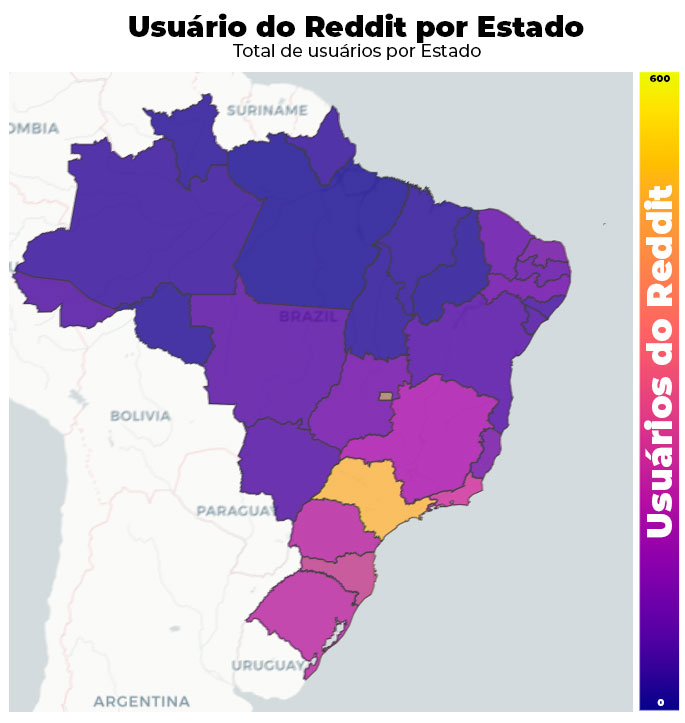 Usuário do Reddit por Estado
Total de usuários por Estado
600
SURINAME
OMBIA
U
BRAZIL
BOLIVIA
PARAGUAY
URUGUAY
ARGENTINA
Usuários do Reddit
0